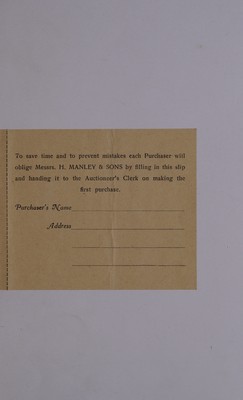 To save time and to prevent mistakes each Purchaser will
oblige Messrs. H. MANLEY & SONS by filling in this slip
and handing it to the Auctioneer's Clerk on making the
first purchase.
Purchaser's Name
Address